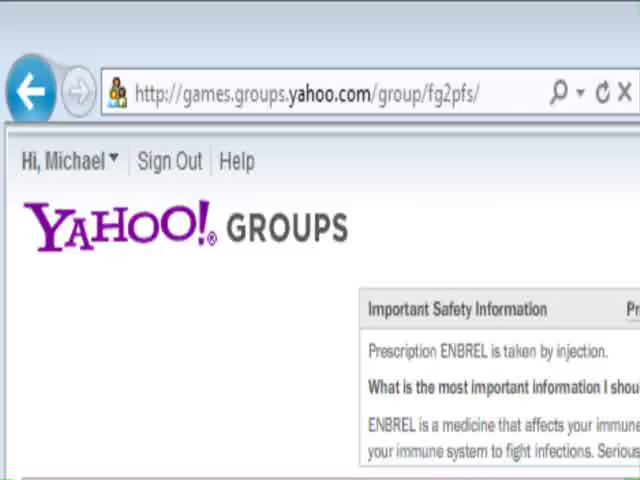 http://games.groups.yahoo.com/group/fg2pfs/
Hi, Michael Sign Out Help
YAHOO!® GROUPS
Important Safety Information
Prescription ENBREL is taken by injection.
What is the most important information I
ENBREL is a medicine that affects your
your immune system to fight infections. Serious